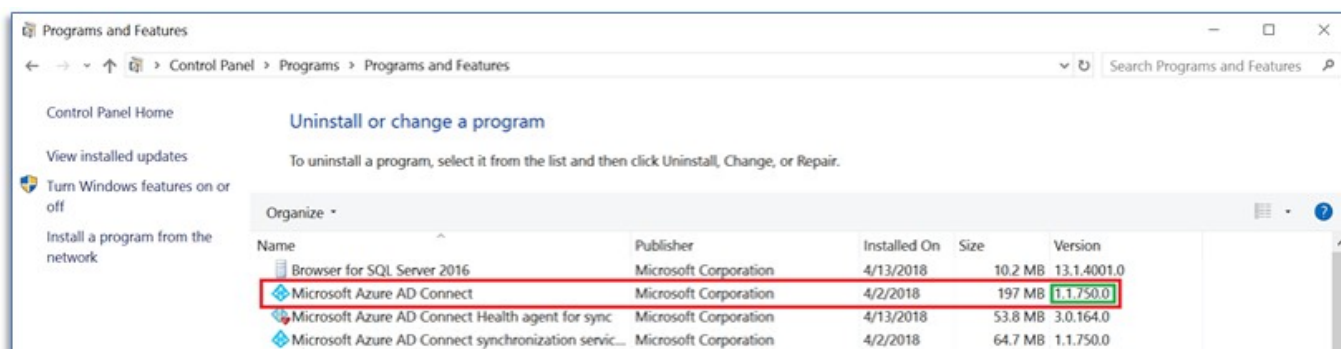 Programs and Features
Control Panel > Programs > Programs and Features
Search Programs and Features
Control Panel Home
Uninstall or change a program
View installed updates
To uninstall a program, select it from the list and then click Uninstall, Change, or Repair.
Turn Windows features on or
off
Install a program from the
network
Organize
Name Publisher Installed On Size Version
Browser for SQL Server 2016 Microsoft Corporation 4/13/2018 10.2 MB 13.1.4001.0
Microsoft Azure AD Connect Microsoft Corporation 4/2/2018 197 MB 1.1.750.0
Microsoft Azure AD Connect Health agent for sync Microsoft Corporation 4/13/2018 53.8 MB 3.0.164.0
Microsoft Azure AD Connect synchronization servic... Microsoft Corporation 4/2/2018 64.7 MB 1.1.750.0